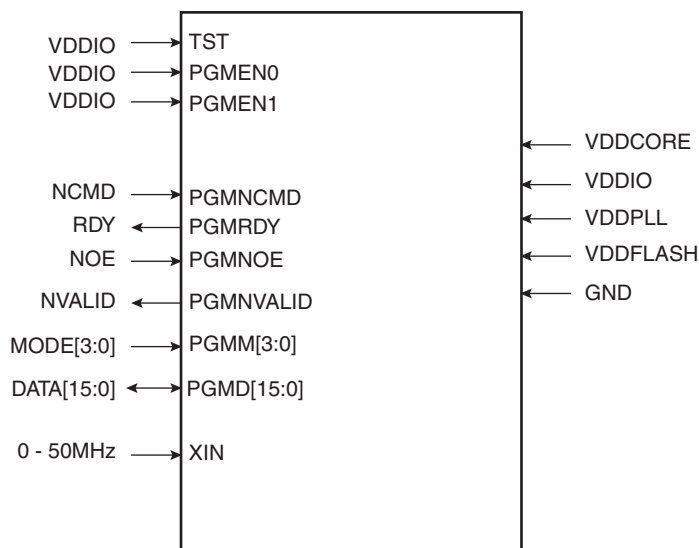 VDDIO TST
VDDIO PGMEN0
VDDIO PGMEN1
VDDCORE
VDDIO
NCMD PGMNCMD
VDDPLL
RDY PGMRDY
VDDFLASH
NOE PGMNOE
GND
NVALID PGMNVALID
MODE[3:0] PGMM[3:0]
DATA[15:0] PGMD[15:0]
0 - 50MHz XIN